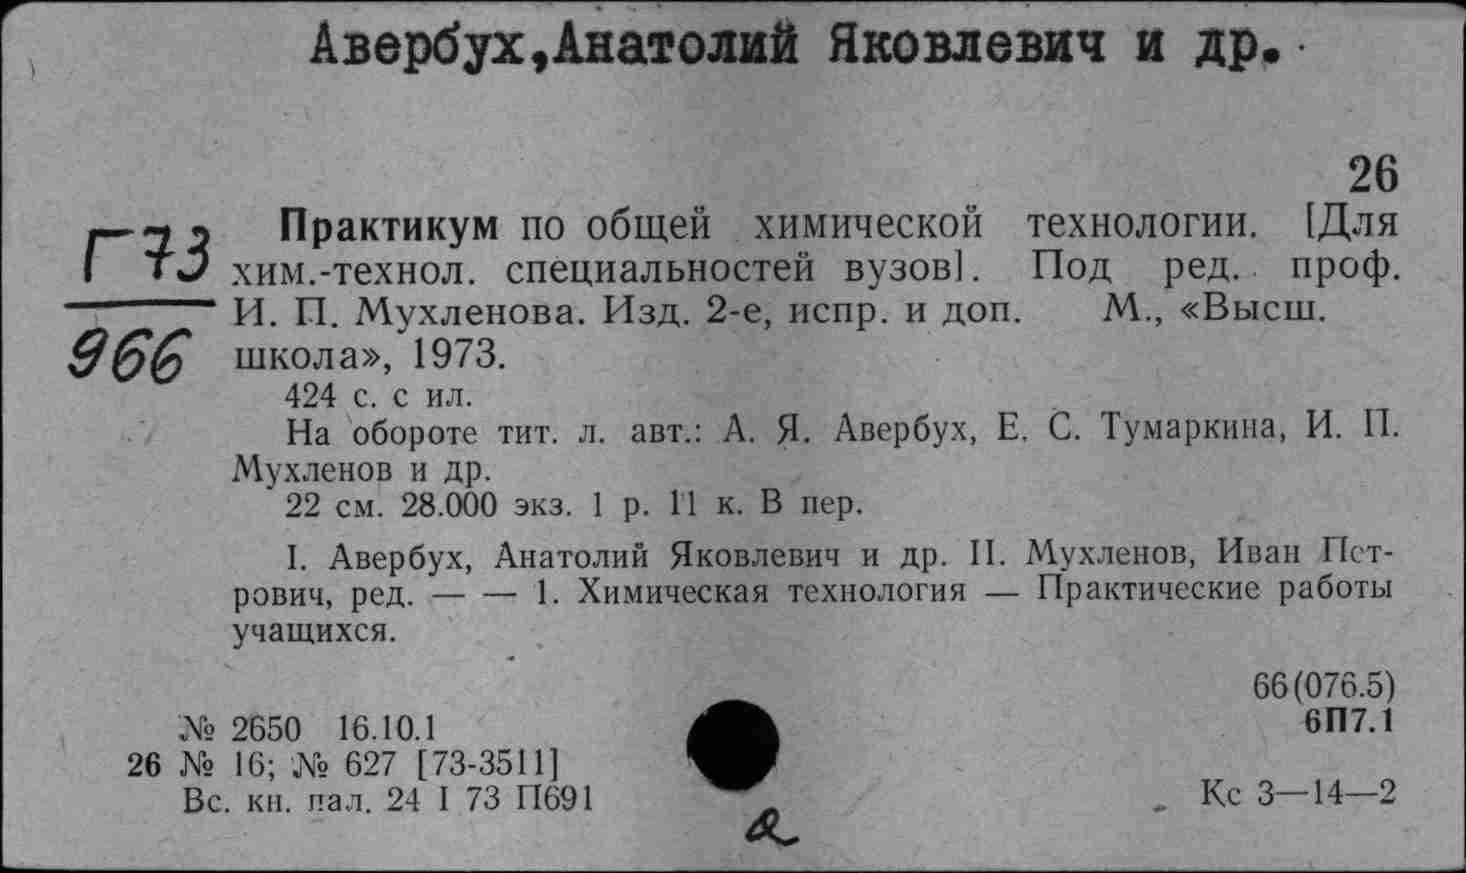 Авербух,Анатолий Яковлевич и др.
26
Г73
966
Практикум по общей химической технологии. [Для
хим.-технол. специальностей вузов]. Под ред. проф.
И. П. Мухленова. Изд. 2-е, испр. и доп. М., «Высш.
школа», 1973.
424 с. с ил.
На обороте тит. л. авт.: А. Я. Авербух, Е. С. Тумаркина, И. П.
Мухленов и др.
22 см. 28.000 экз. 1 р. 11 к. В пер.
I. Авербух, Анатолий Яковлевич и др. II. Мухленов, Иван Пет-
рович, ред. — — 1. Химическая технология — Практические работы
учащихся.
66(076.5)
№ 2650 16.10.1
6П7.1
26 № 16; № 627 [73-3511]
Вс. кн. пал. 24 I 73 П691
Кс 3—14—2